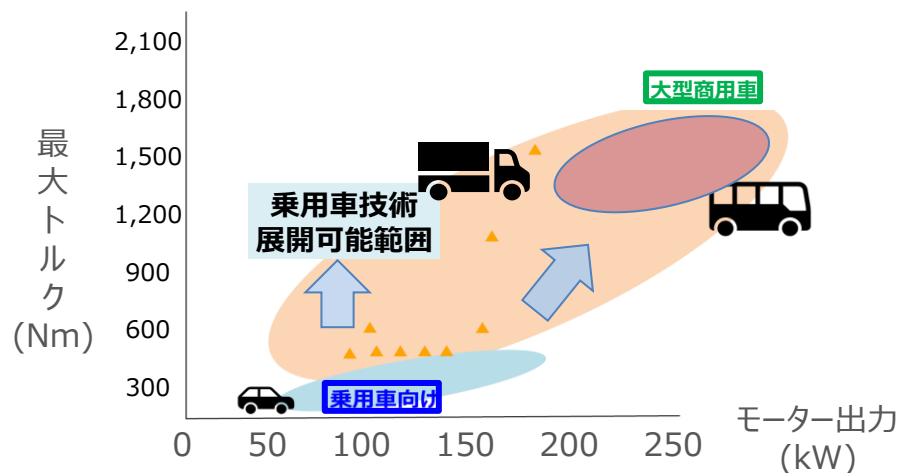 2,100
1,800
1,500
1,200
900
600
300
最大トルク
(Nm)
大型商用車
乗用車技術
展開可能範囲
乗用車向け
0 50 100 150 200 250
モーター出力
(kW)